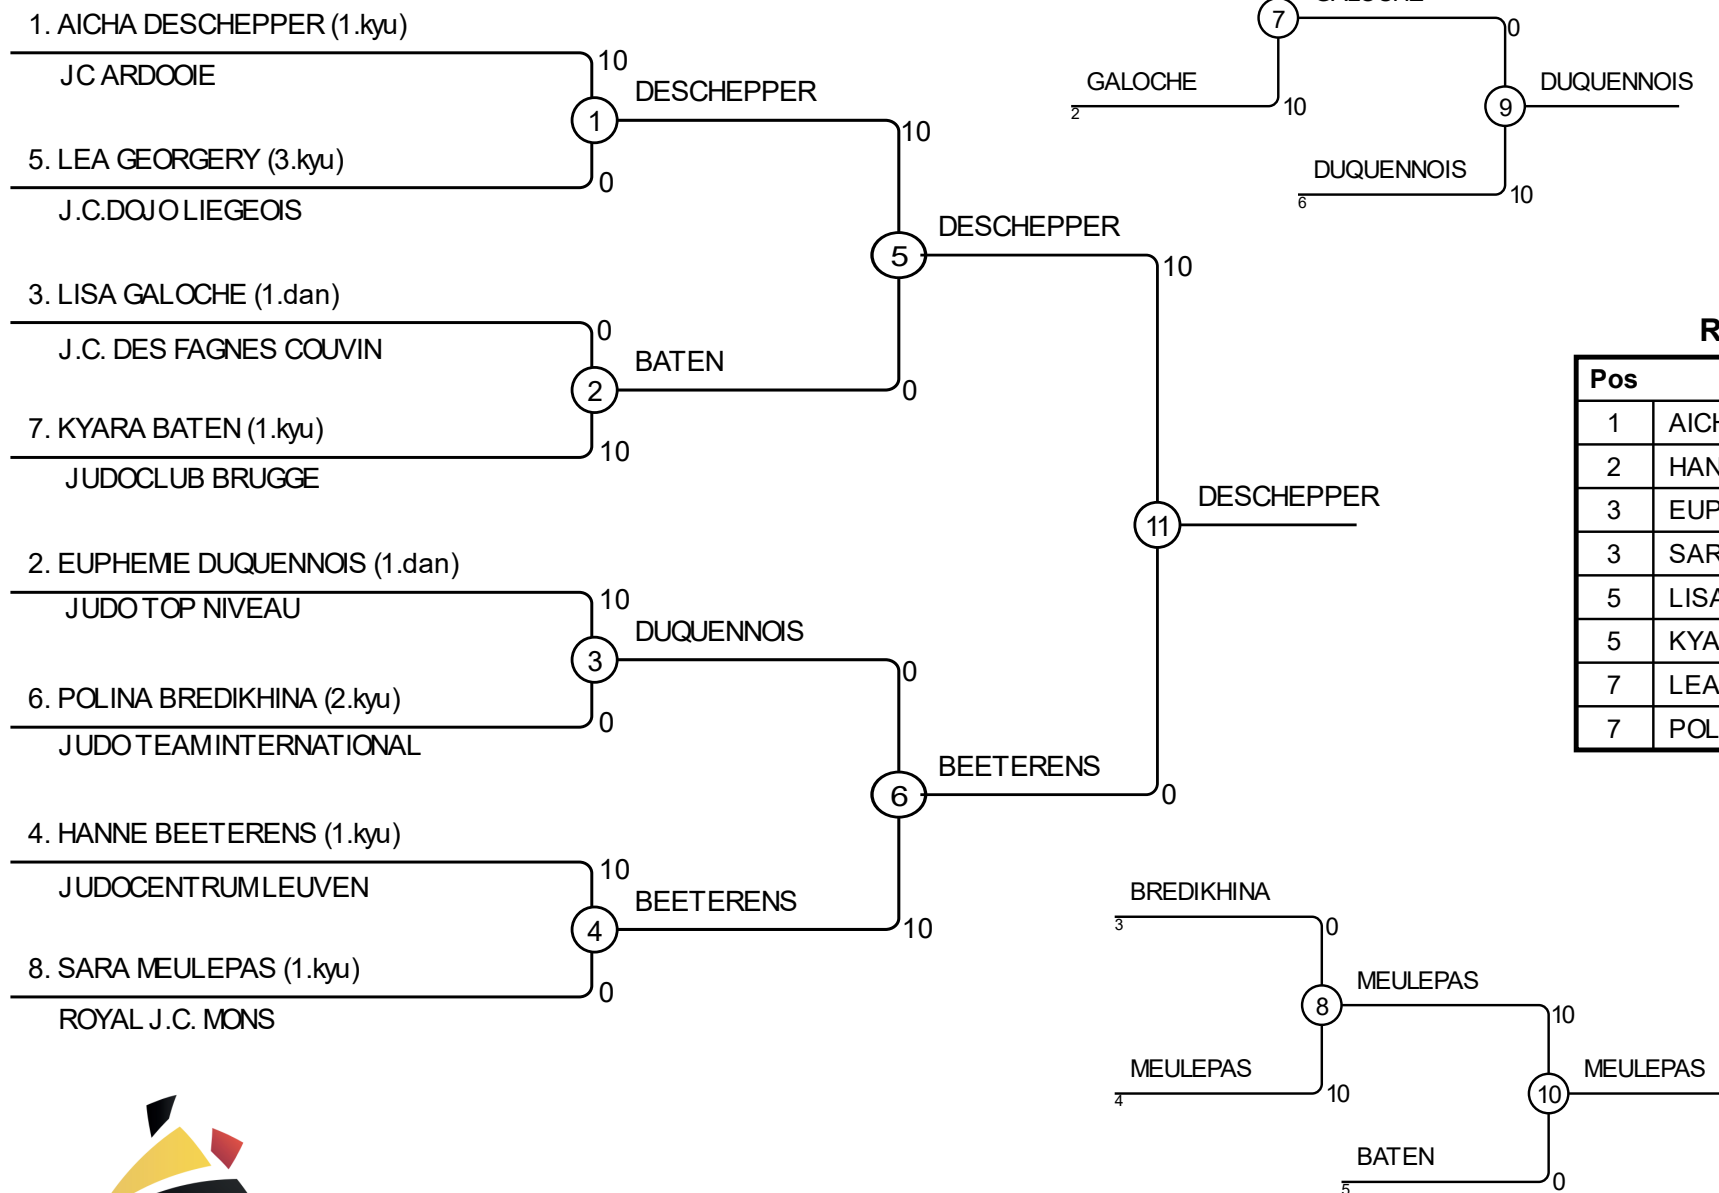 1. AICHA DESCHEPPER (1.kyu)
10
JC ARDOOIE
DESCHEPPER
1
10
5. LEA GEORGERY (3.kyu)
0
J.C.DOJO LIEGEOIS
DESCHEPPER
5
10
3. LISA GALOCHE (1.dan)
0
J.C. DES FAGNES COUVIN
BATEN
2
0
7. KYARA BATEN (1.kyu)
10
JUDOCLUB BRUGGE
DESCHEPPER
11
2. EUPHEMIE DUQUENNOIS (1.dan)
10
JUDO TOP NIVEAU
DUQUENNOIS
3
0
6. POLINA BREDIKHINA (2.kyu)
0
JUDO TEAM INTERNATIONAL
BEETERENS
6
0
4. HANNE BEETERENS (1.kyu)
10
JUDOCENTRUM LEUVEN
BEETERENS
4
10
8. SARA MEULEPAS (1.kyu)
0
ROYAL J.C. MONS
7
0
GALOCHE
2
10
DUQUENNOIS
9
DUQUENNOIS
6
10
Pos
1
2
3
3
5
5 KYA
7 LEA
7
BREDIKHINA
3
0
MEULEPAS
8
10
MEULEPAS
4
10
MEULEPAS
10
BATEN
5
0